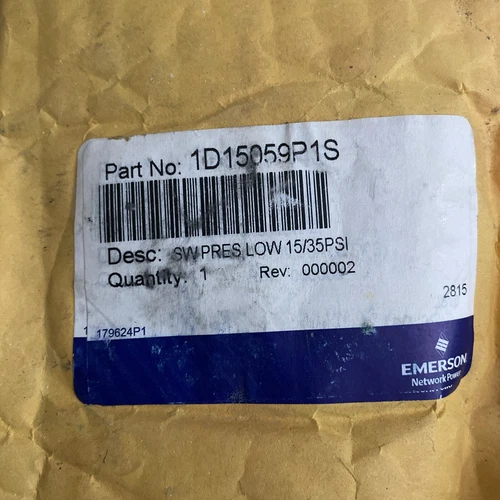 Part No: 1D15059P1S
Desc: SW PRES LOW 15/35PSI
Quantity: 1 Rev: 000002
2815
179624P1
EMERSON
Network Power